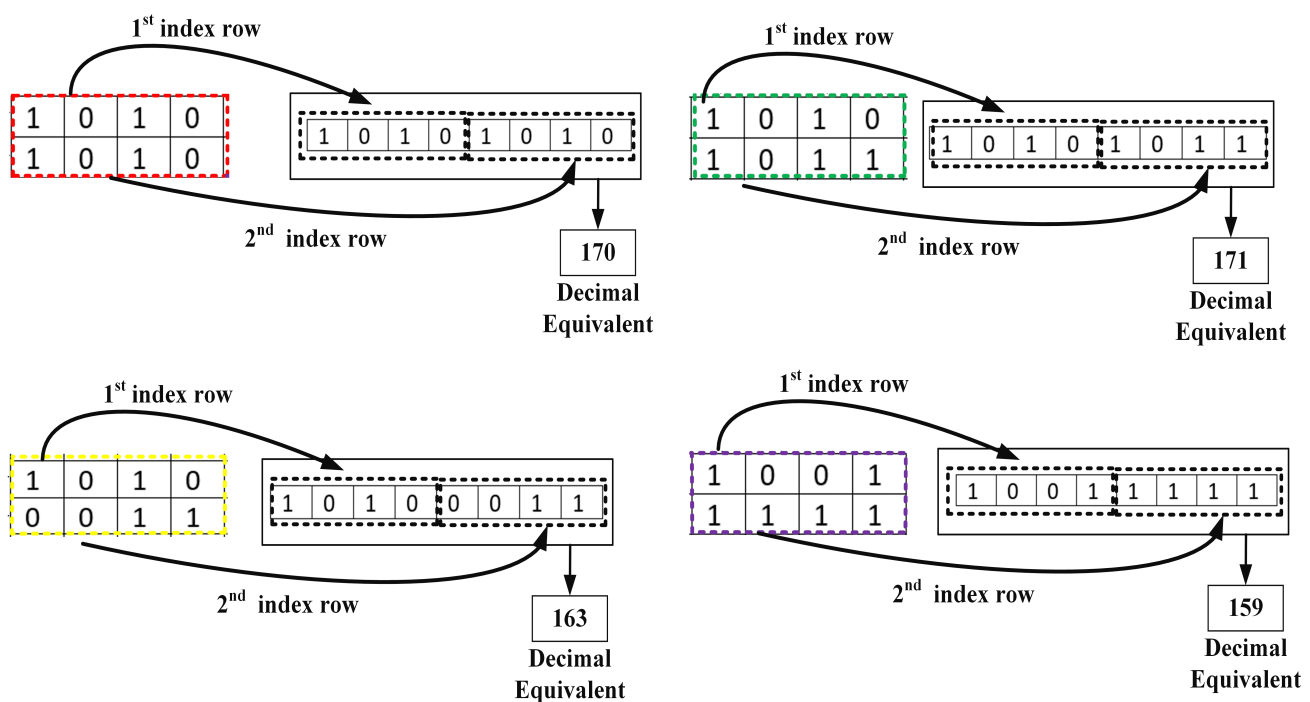 1st index row
1 0 1 0
1 0 1 0
1 0 1 0 1 0 1 0
2nd index row
170
Decimal
Equivalent
1st index row
1 0 1 0
1 0 1 1
1 0 1 0 1 0 1 1
2nd index row
171
Decimal
Equivalent
1st index row
1 0 1 0
0 0 1 1
1 0 1 0 0 0 1 1
2nd index row
163
Decimal
Equivalent
1st index row
1 0 0 1
1 1 1 1
1 0 0 1 1 1 1 1
2nd index row
159
Decimal
Equivalent